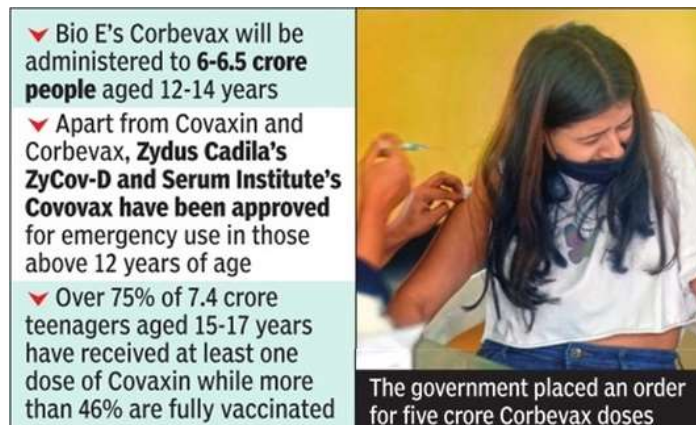 Bio E's Corbevax will be
administered to 6-6.5 crore
people aged 12-14 years
Apart from Covaxin and
Corbevax, Zydus Cadila's
ZyCov-D and Serum Institute's
Covovax have been approved
for emergency use in those
above 12 years of age
Over 75% of 7.4 crore
teenagers aged 15-17 years
have received at least one
dose of Covaxin while more
than 46% are fully vaccinated
The government placed an order
for five crore Corbevax doses